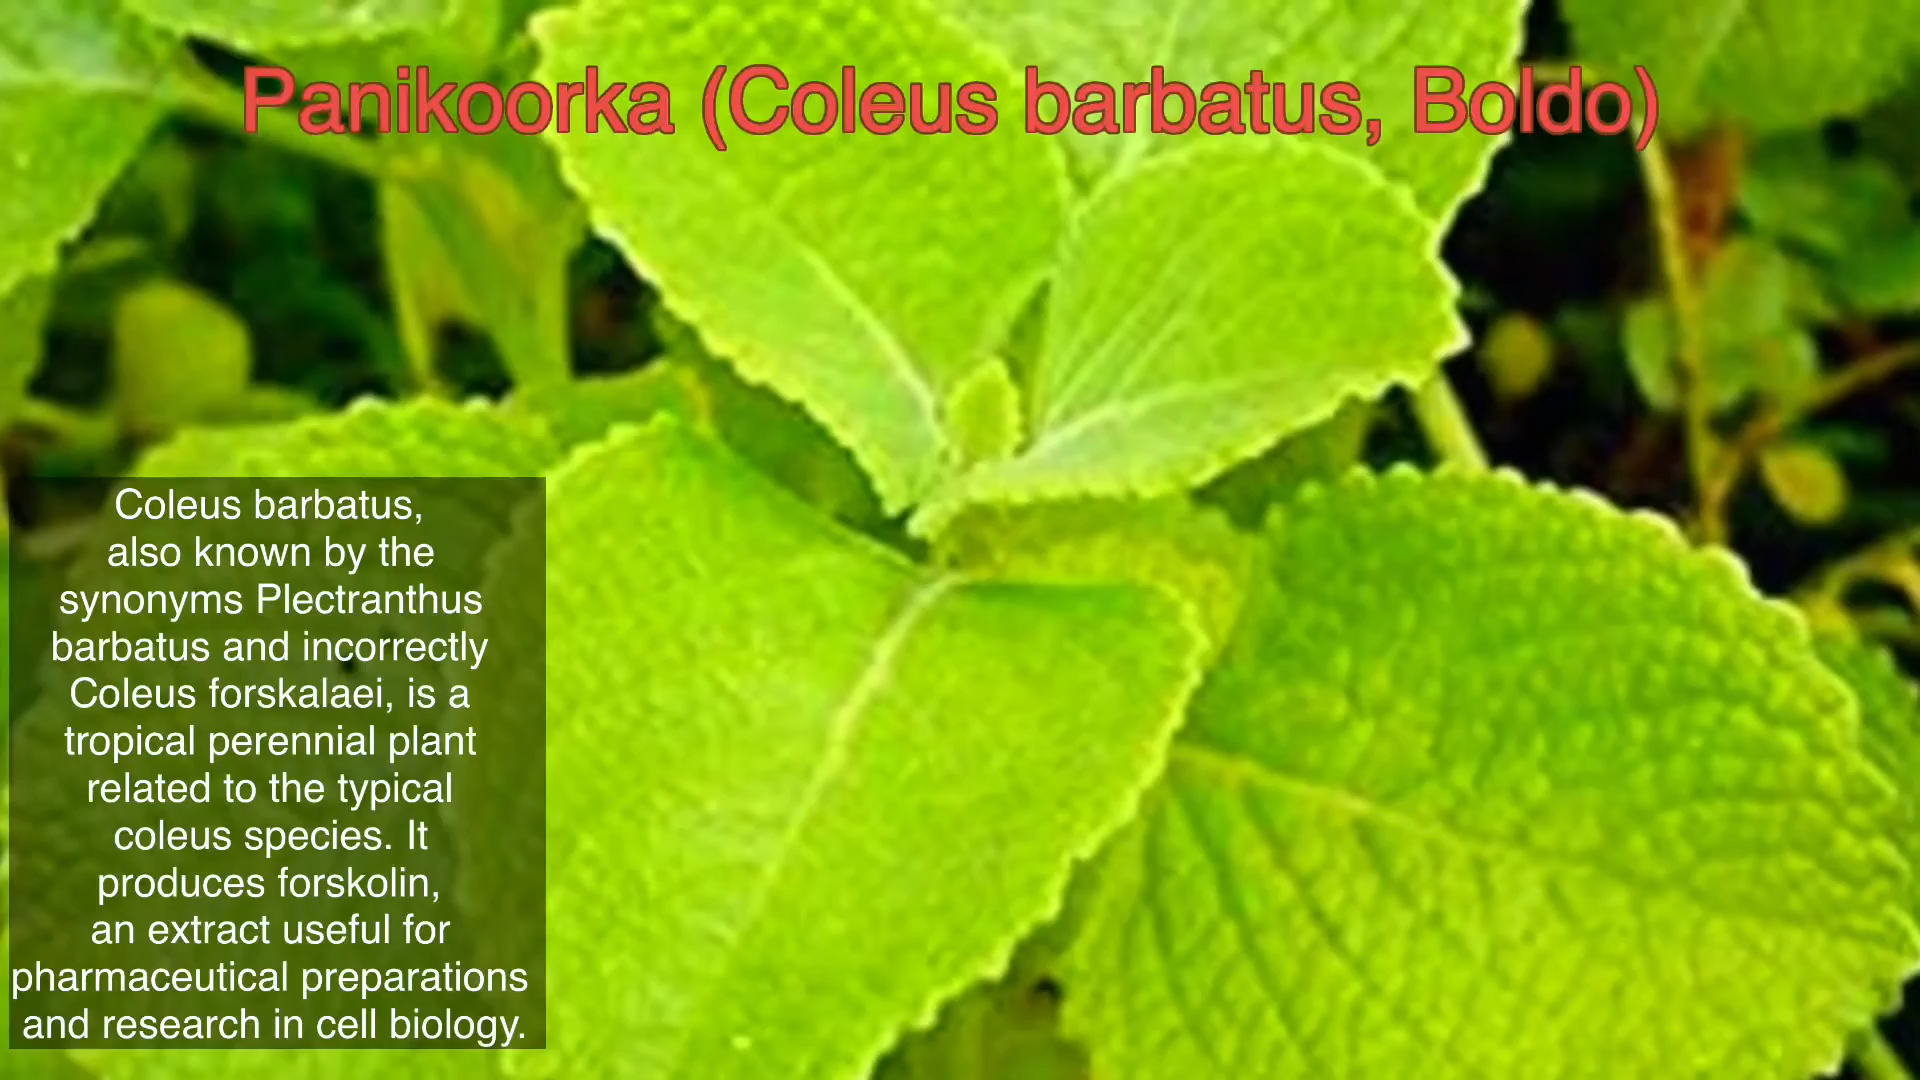 Panikoorka (Coleus barbatus, Boldo)
Coleus barbatus,
also known by the
synonyms Plectranthus
barbatus and incorrectly
Coleus forskalaei, is a
tropical perennial plant
related to the typical
coleus species. It
produces forskolin,
an extract useful for
pharmaceutical preparations
and research in cell biology.